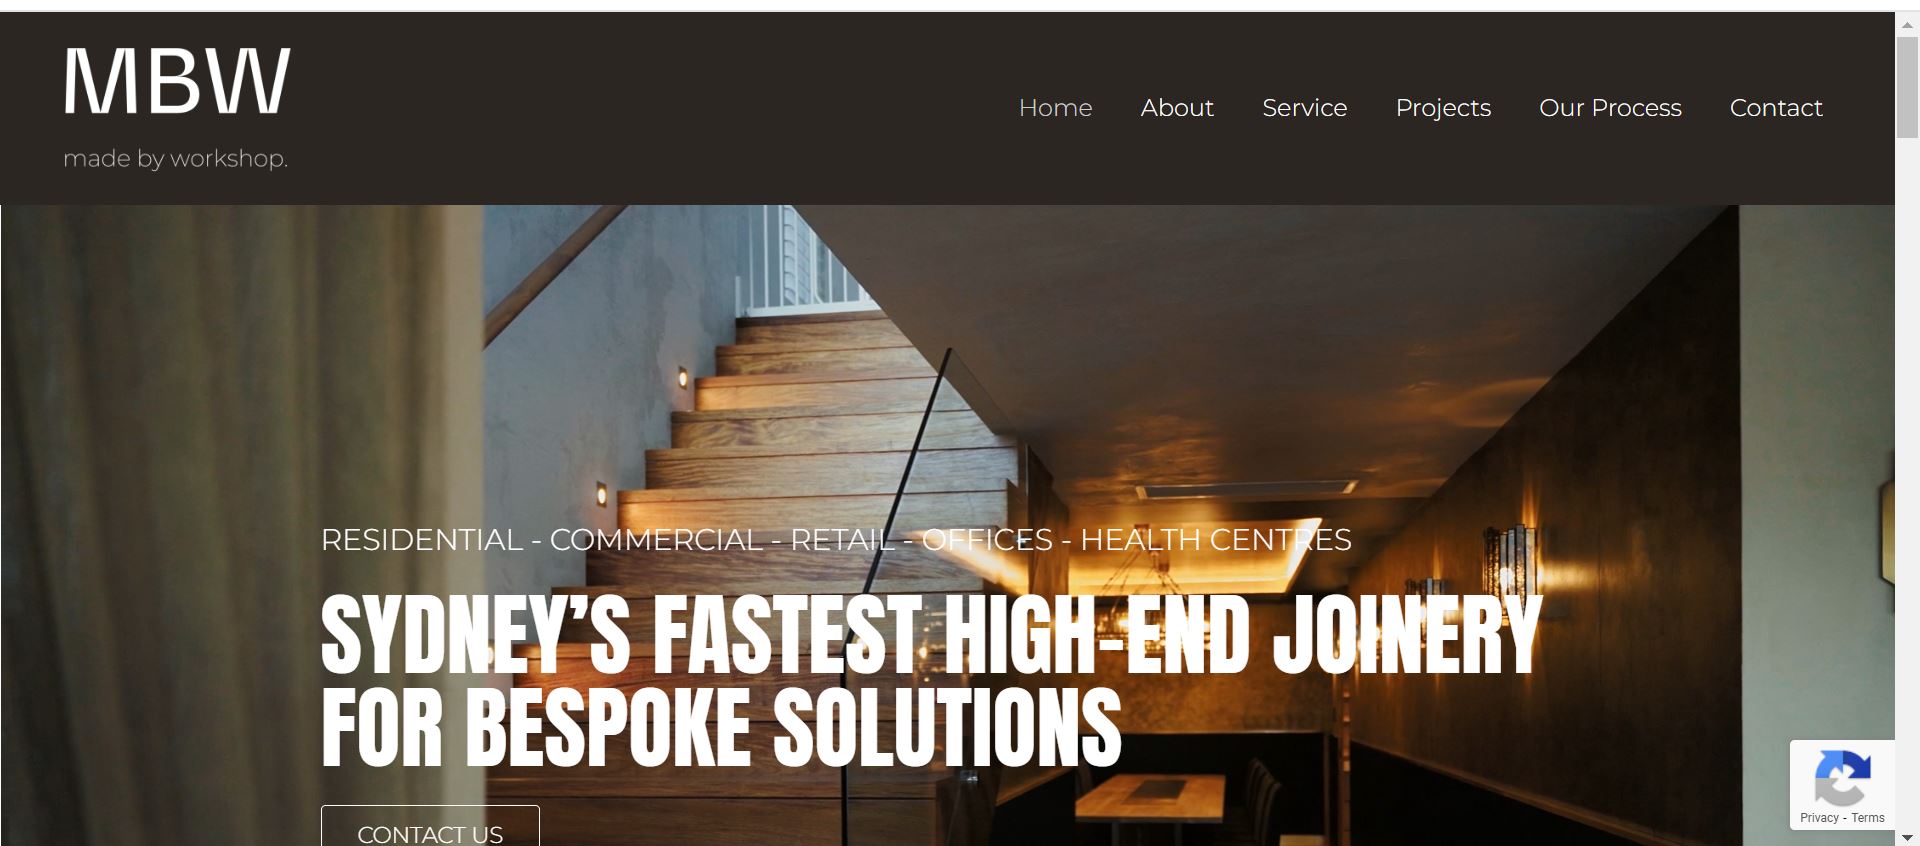 MBW
made by workshop.
Home About Service Projects Our Process Contact
RESIDENTIAL - COMMERCIAL - RETAIL - OFFICES - HEALTH CENTRES
SYDNEY’S FASTEST HIGH-END JOINERY
FOR BESPOKE SOLUTIONS
CONTACT US
Privacy - Terms